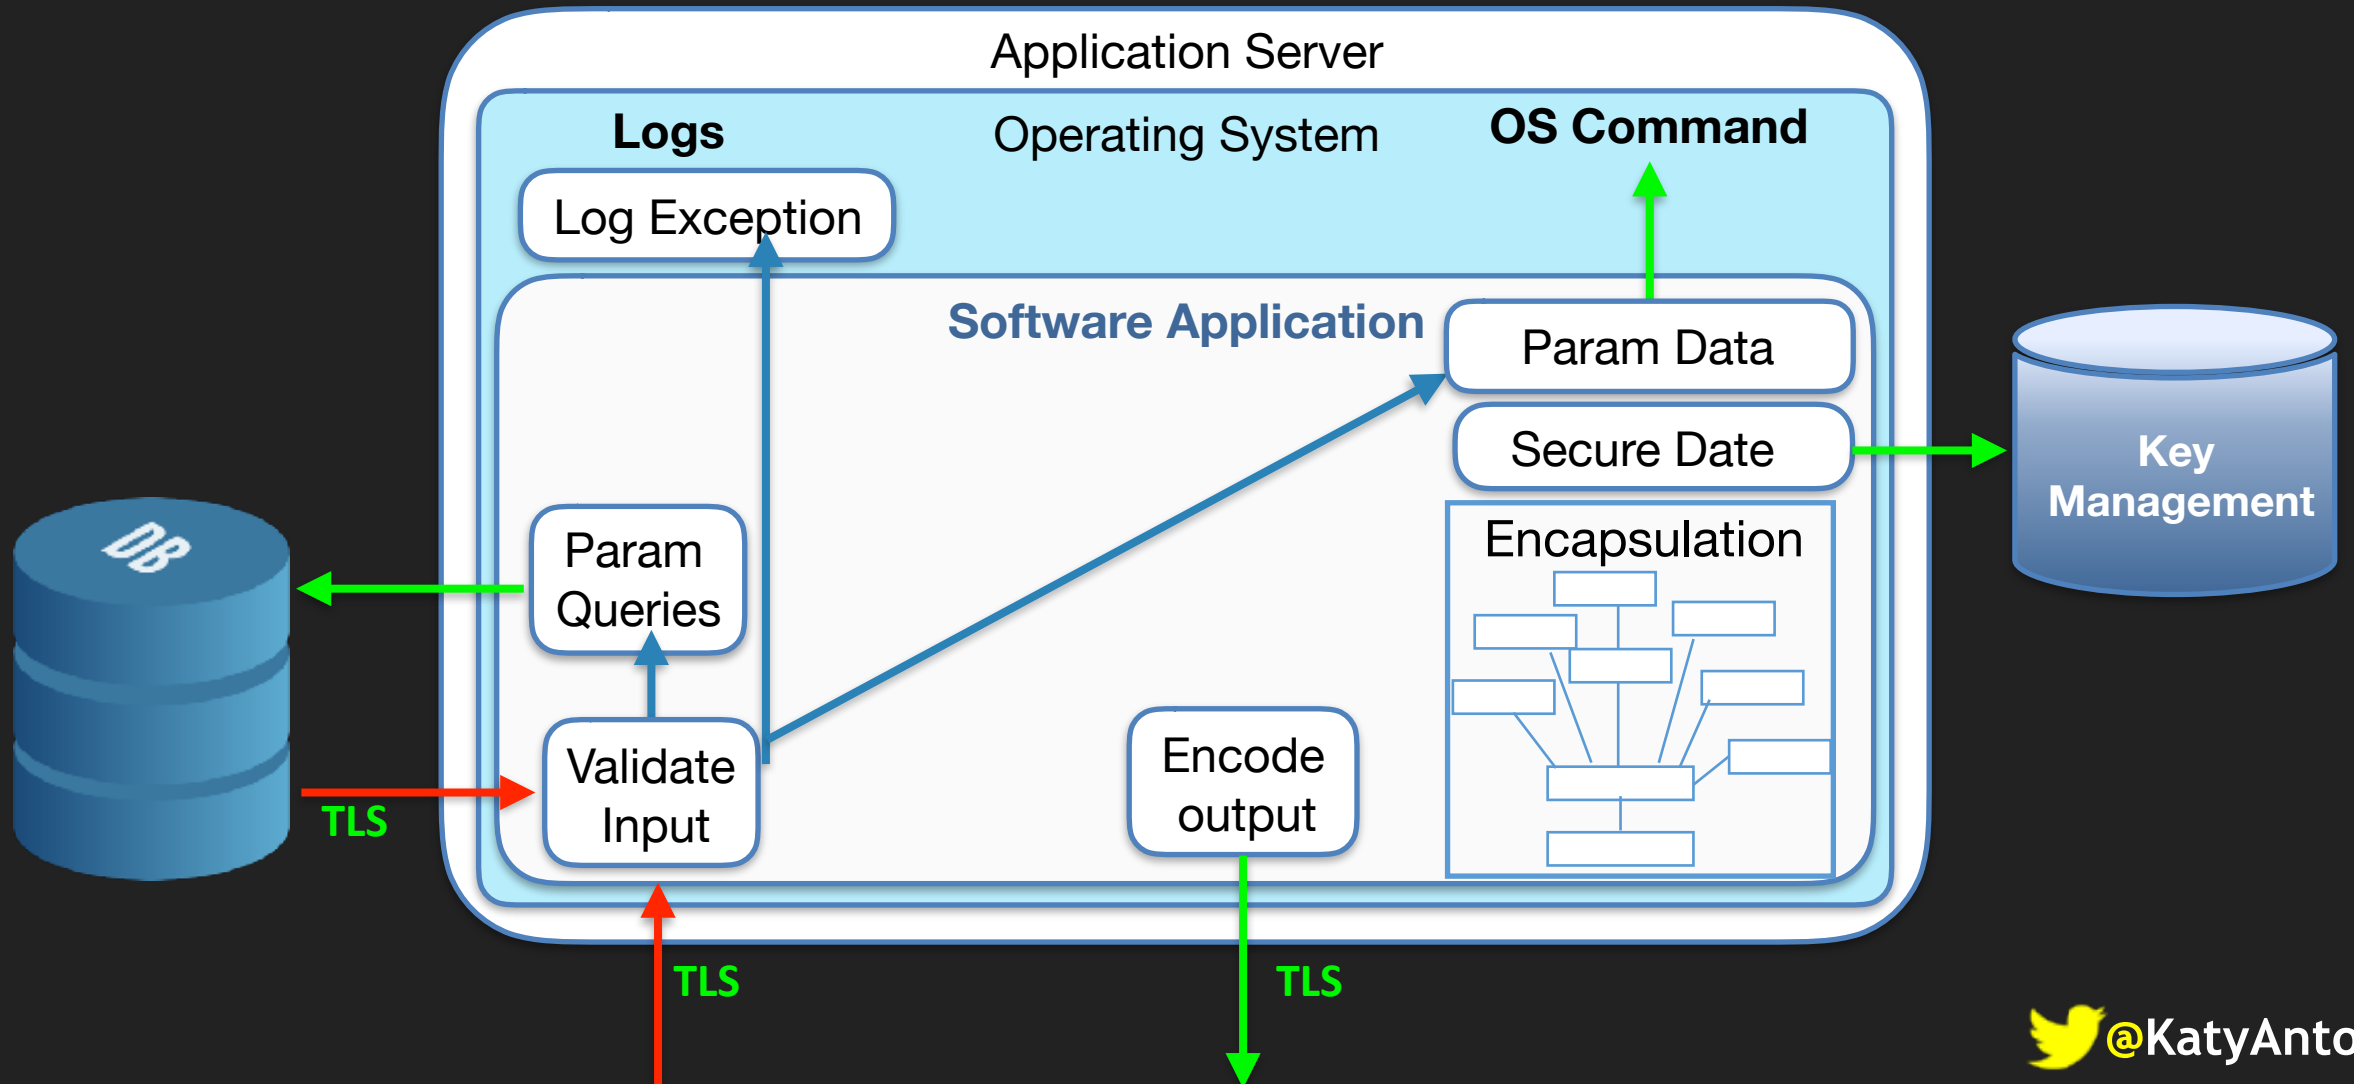 Application Server
Logs
Operating System
OS Command
Log Exception
Software Application
Param Data
Secure Date
Key
Management
DB
Param
Queries
Encapsulation
Validate
Input
Encode
output
TLS
TLS
TLS
@KatyAnto